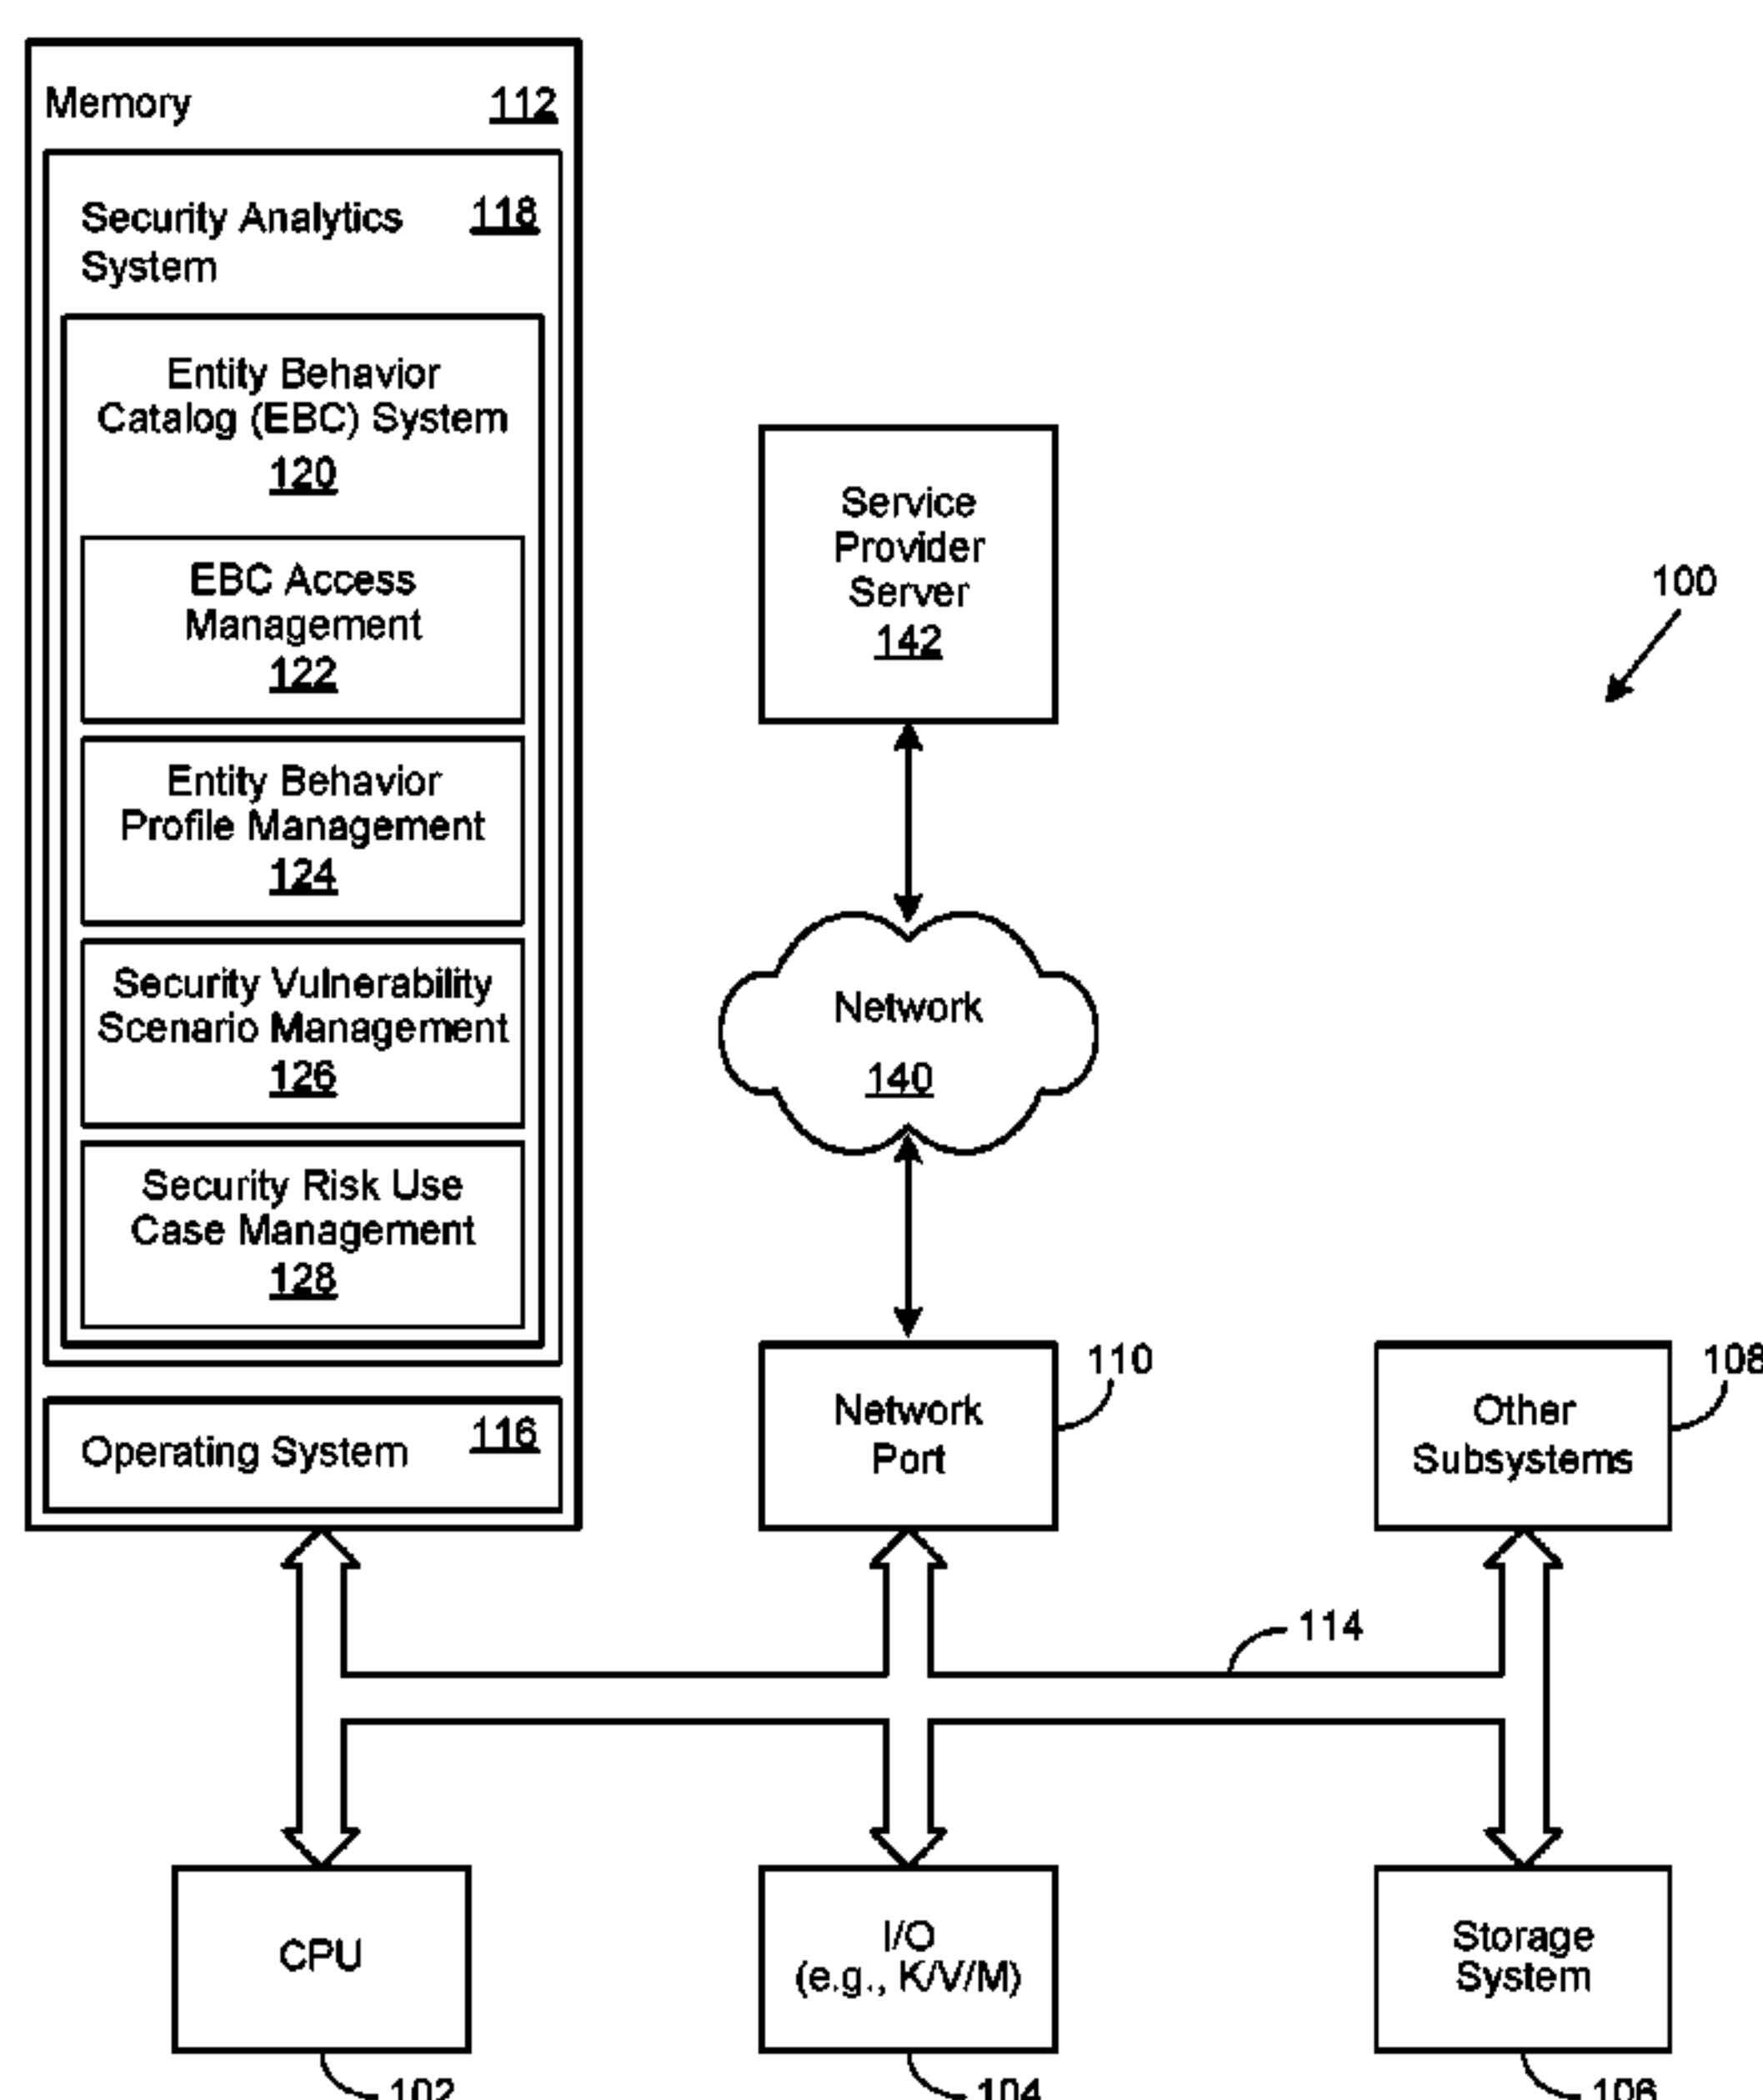 Memory 112
Security Analytics 118
System
Entity Behavior
Catalog (EBC) System
120
EBC Access
Management
122
Entity Behavior
Profile Management
124
Security Vulnerability
Scenario Management
126
Security Risk Use
Case Management
128
Operating System 116
Service
Provider
Server
142
100
Network
140
Network
Port
110
Other
Subsystems
108
114
CPU
102
I/O
(e.g., K/V/M)
104
Storage
System
106